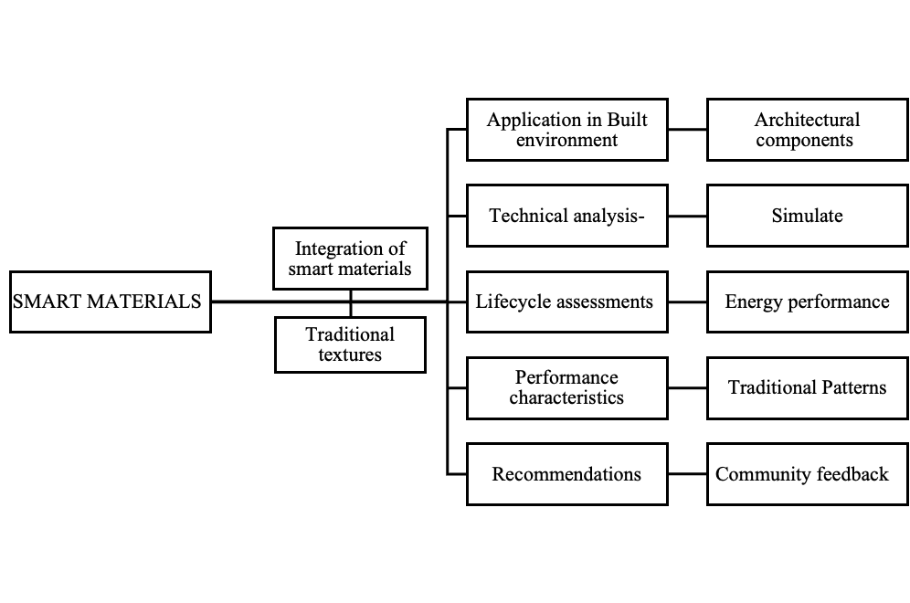 SMART MATERIALS
Integration of
smart materials
Traditional
textures
Application in Built
environment
Architectural
components
Technical analysis-
Simulate
Lifecycle assessments
Energy performance
Performance
characteristics
Traditional Patterns
Recommendations
Community feedback